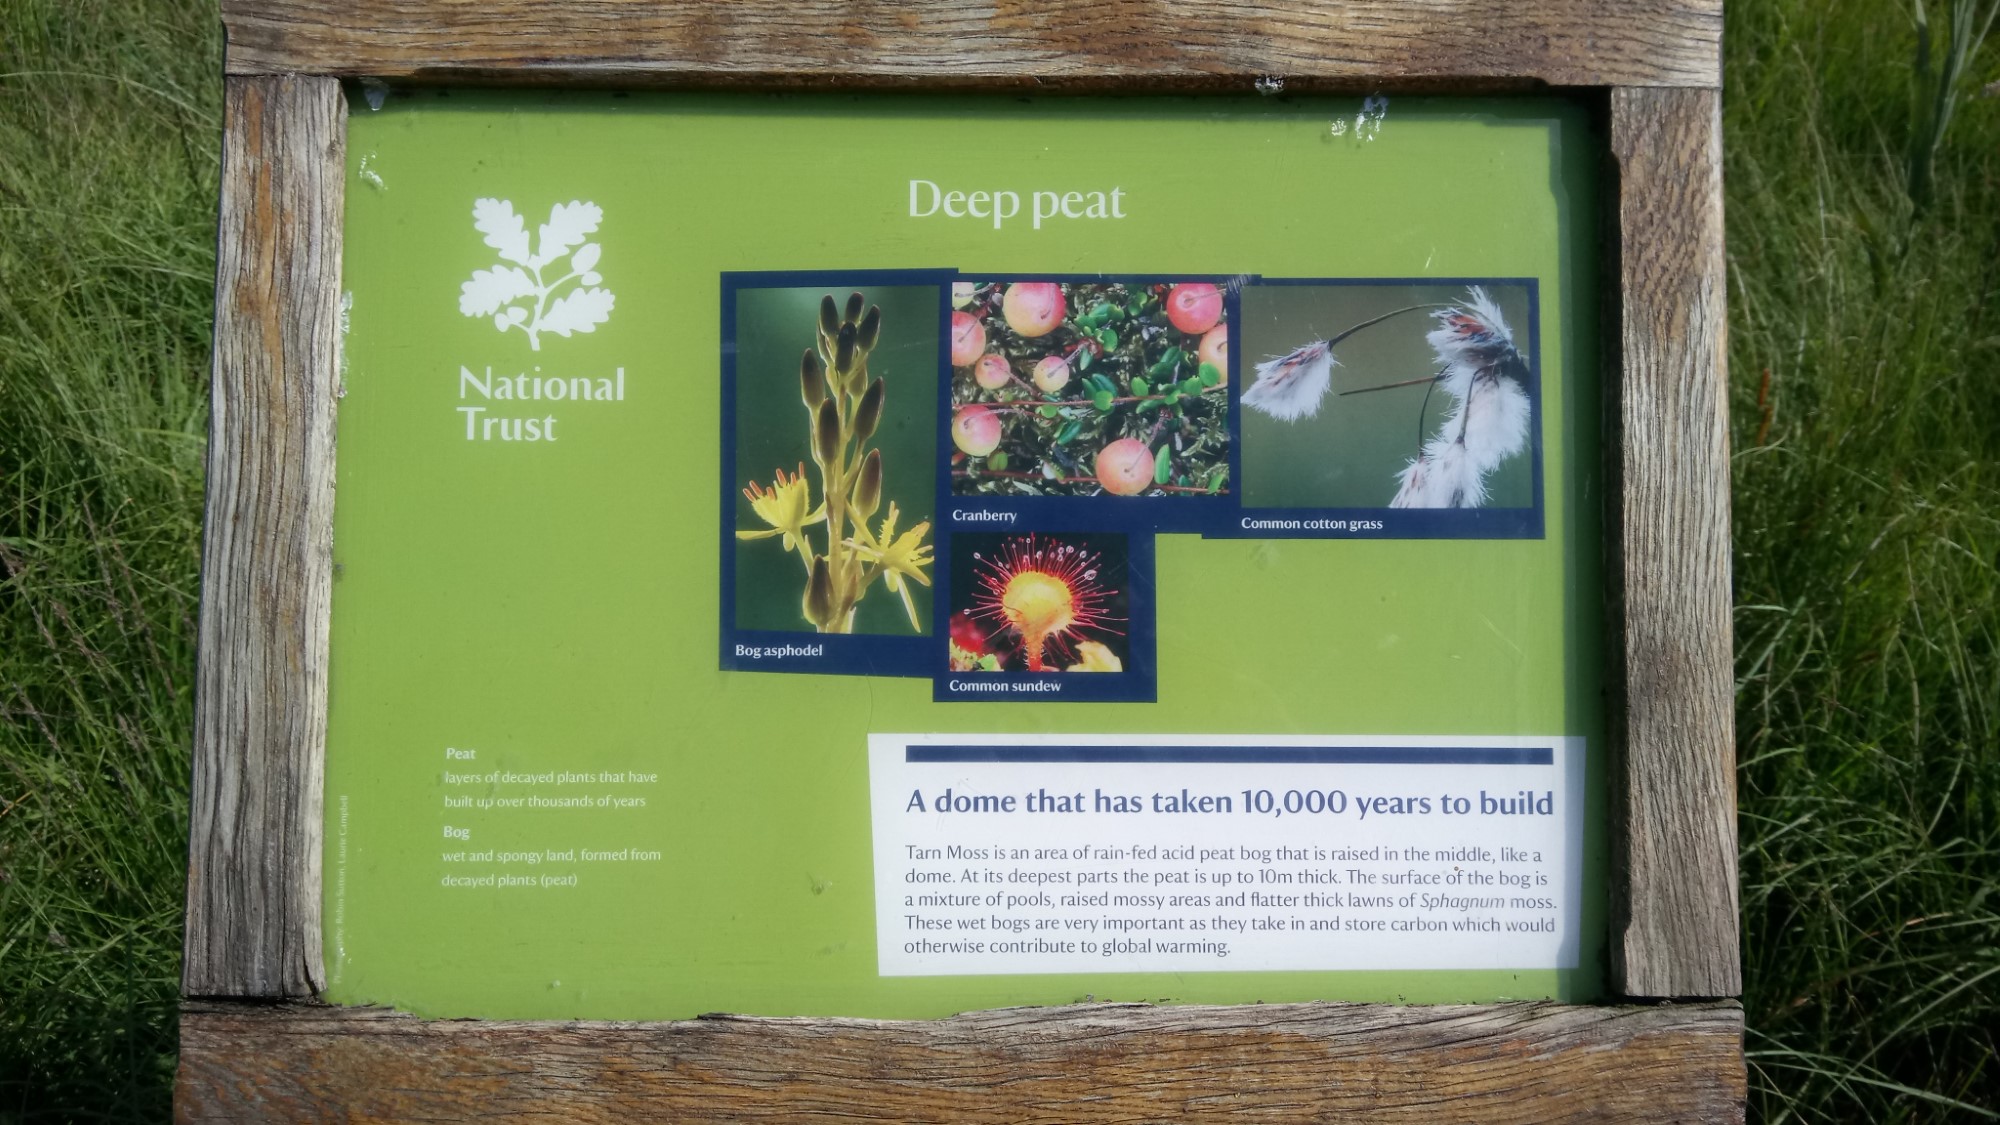 Deep peat
National
Trust
Bog asphodel
Cranberry
Common cotton grass
Common sundew
Peat
layers of decayed plants that have
built up over thousands of years
Bog
wet and spongy land, formed from
decayed plants (peat)
A dome that has taken 10,000 years to build
Tarn Moss is an area of rain-fed acid peat bog that is raised in the middle, like a
dome. At its deepest parts the peat is up to 10m thick. The surface of the bog is
a mixture of pools, raised mossy areas and flatter thick lawns of Sphagnum moss.
These wet bogs are very important as they take in and store carbon which would
otherwise contribute to global warming.
Robin Sutton, Laurie Campbell